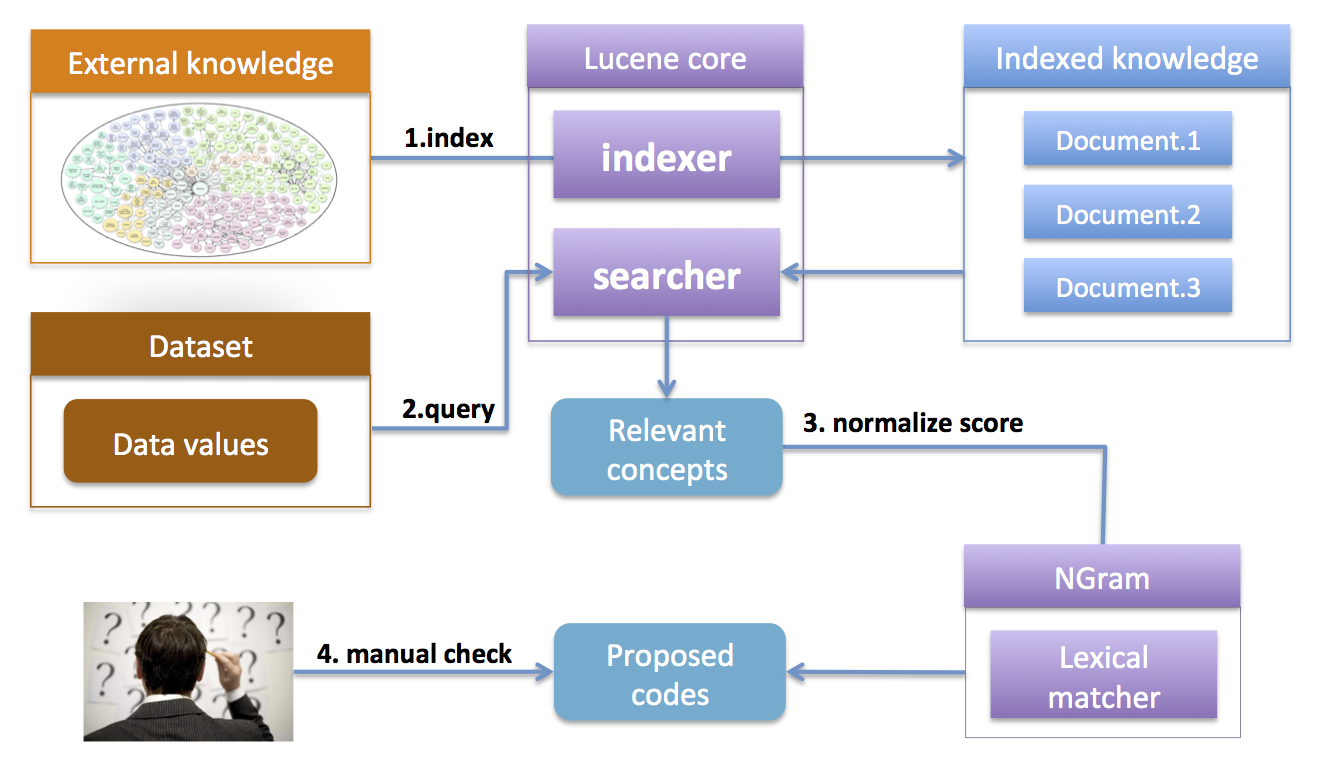 External knowledge
Lucene core
Indexed knowledge
1.index
indexer
Document.1
Document.2
searcher
Document.3
Dataset
2.query
Data values
Relevant
concepts
3. normalize score
NGram
4. manual check
Proposed
codes
Lexical
matcher
? ? ? ?